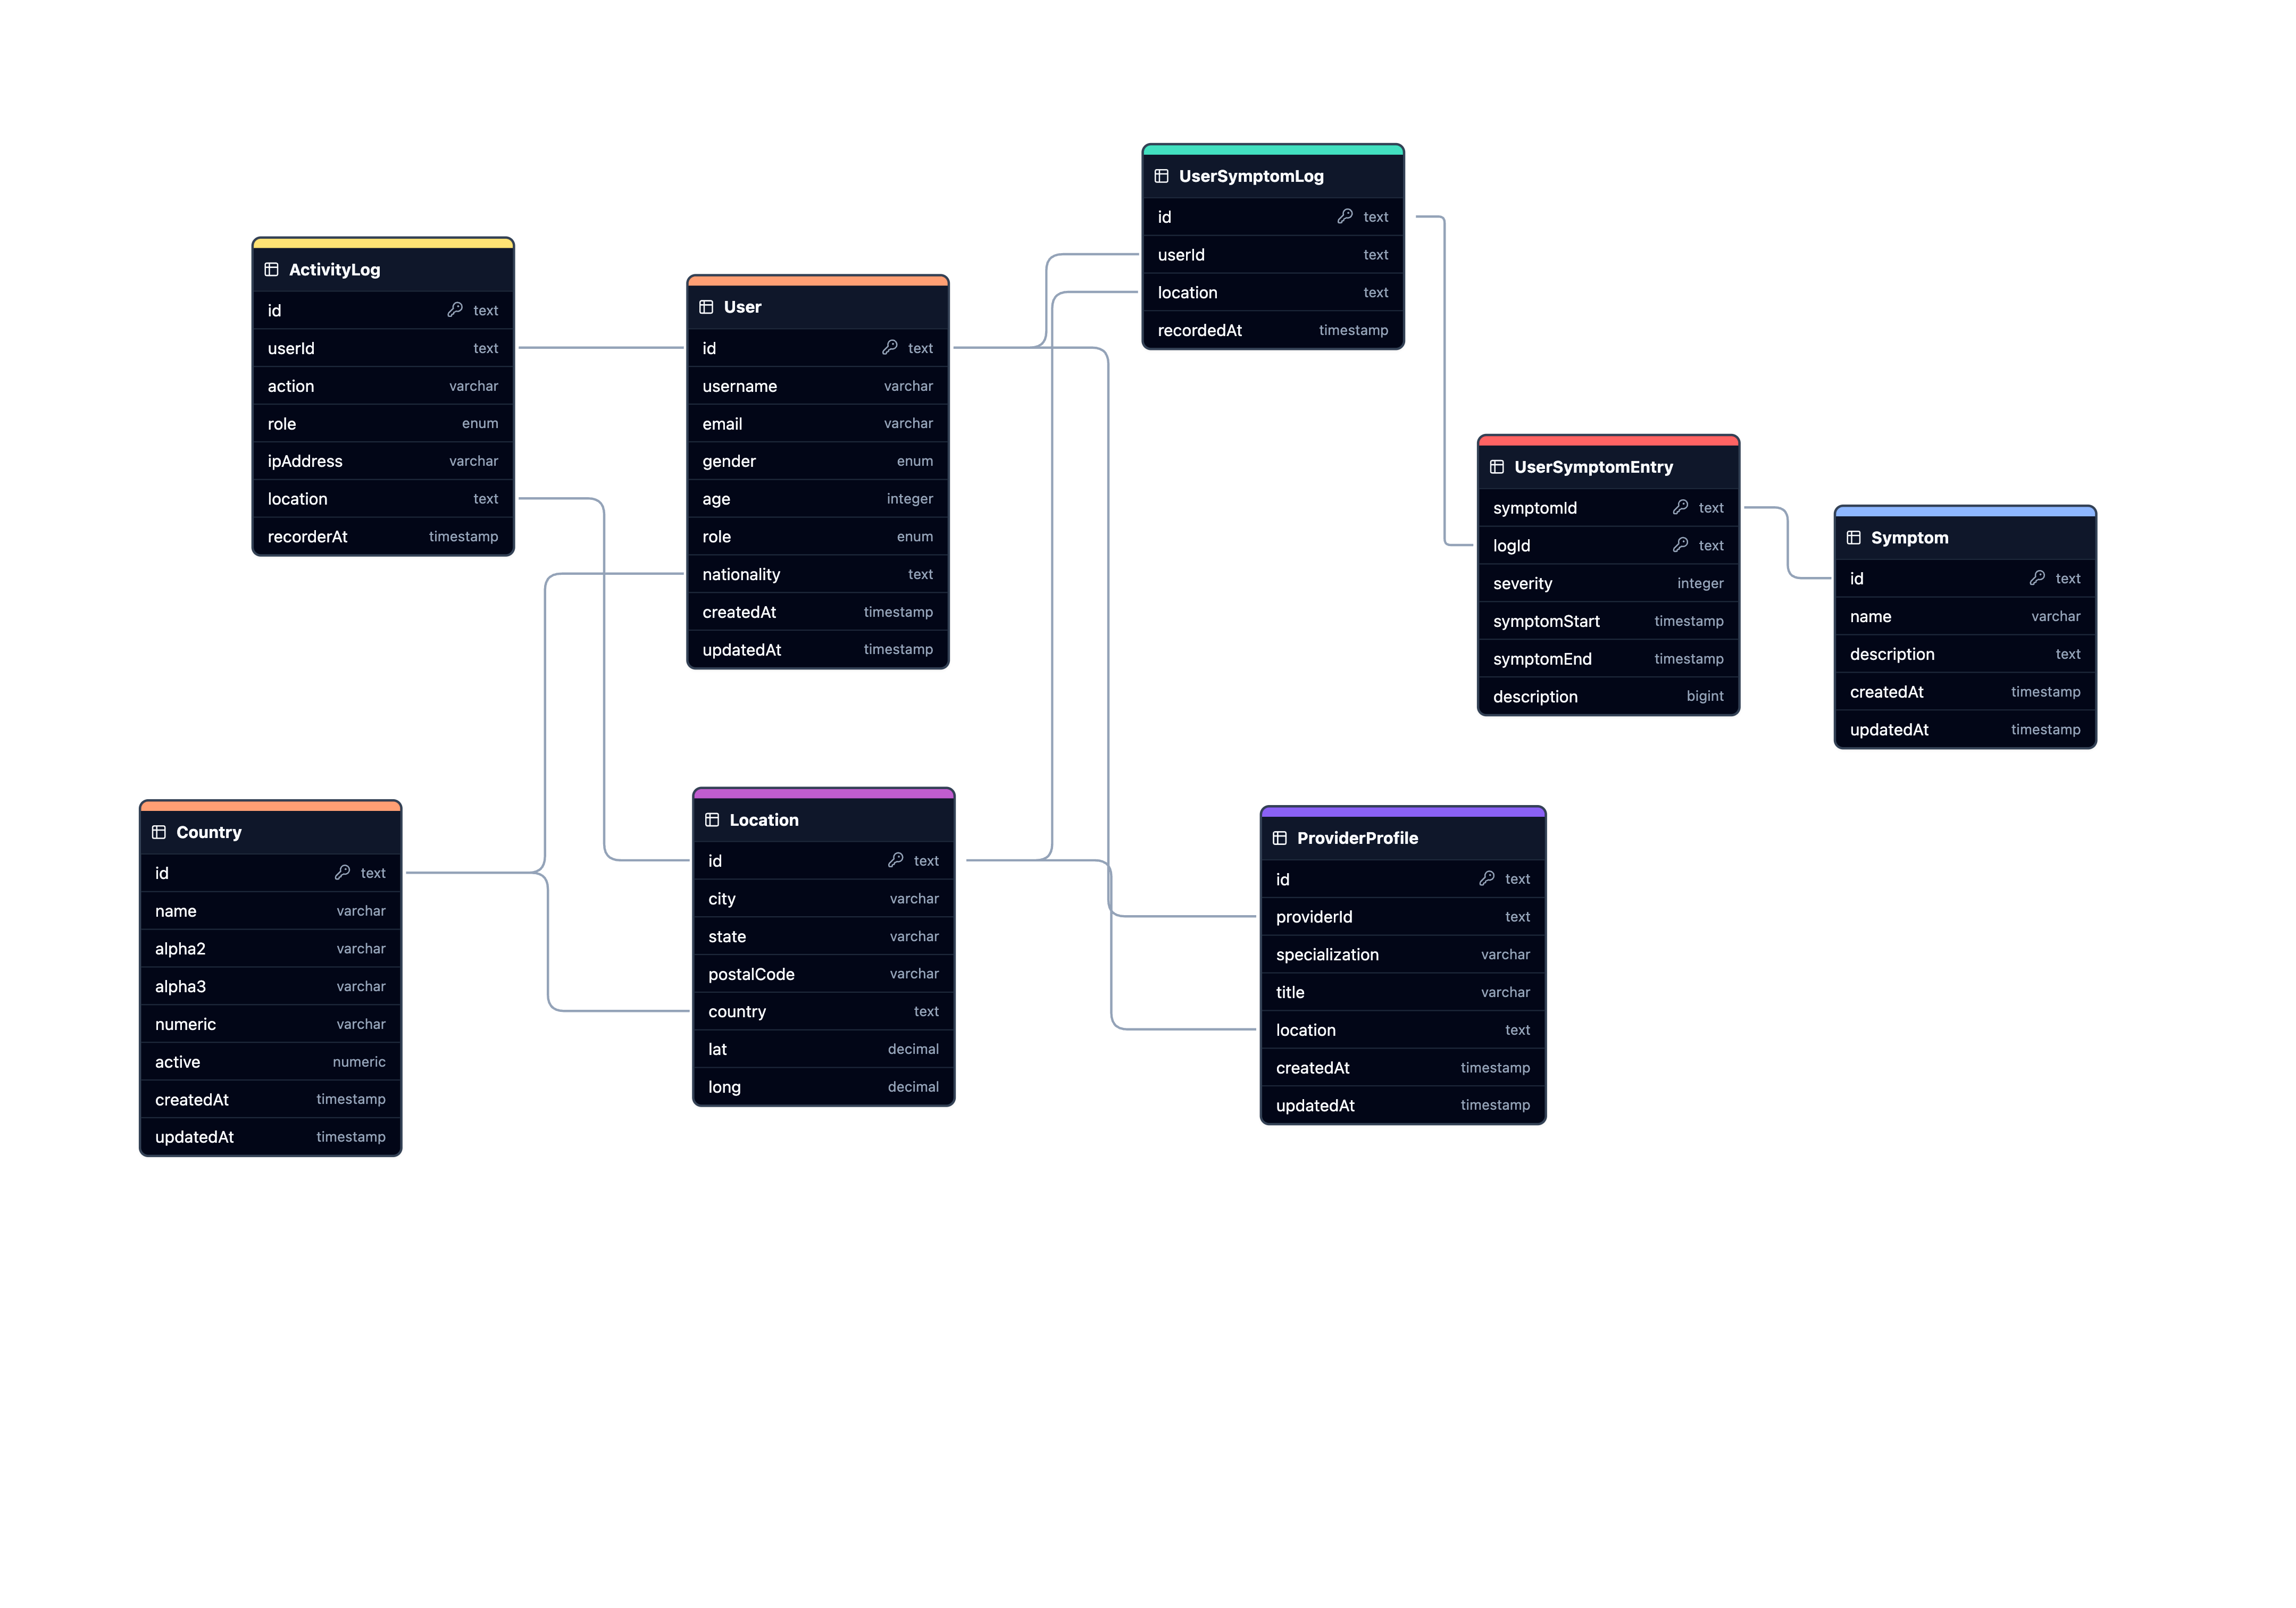 ActivityLog
id text
userId text
action varchar
role enum
ipAddress varchar
location text
recorderAt timestamp
User
id text
username varchar
email varchar
gender enum
age integer
role enum
nationality text
createdAt timestamp
updatedAt timestamp
UserSymptomLog
id text
userId text
location text
recordedAt timestamp
UserSymptomEntry
symptomId text
logId text
severity integer
symptomStart timestamp
symptomEnd timestamp
description bigint
Symptom
id text
name varchar
description text
createdAt timestamp
updatedAt timestamp
Country
id text
name varchar
alpha2 varchar
alpha3 varchar
numeric varchar
active numeric
createdAt timestamp
updatedAt timestamp
Location
id text
city varchar
state varchar
postalCode varchar
country text
lat decimal
long decimal
ProviderProfile
id text
providerId text
specialization varchar
title varchar
location text
createdAt timestamp
updatedAt timestamp